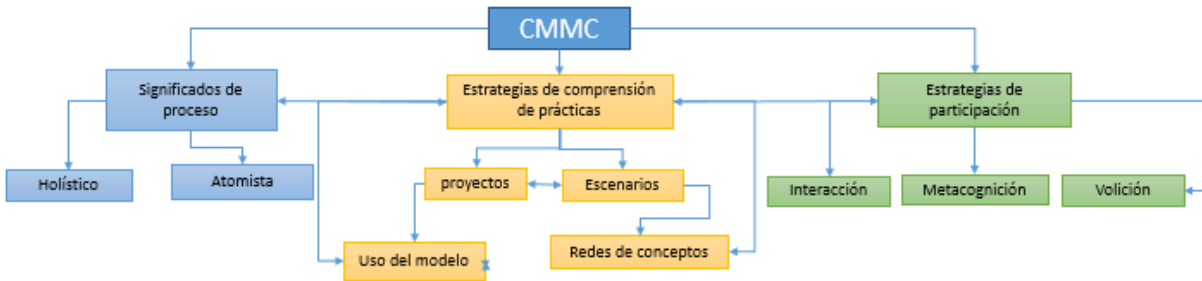 CMMC
Significados de
proceso
Estrategias de comprensión
de prácticas
Estrategias de
participación
Holístico
Atomista
proyectos
Escenarios
Interacción
Metacognición
Volición
Uso del modelo
Redes de conceptos